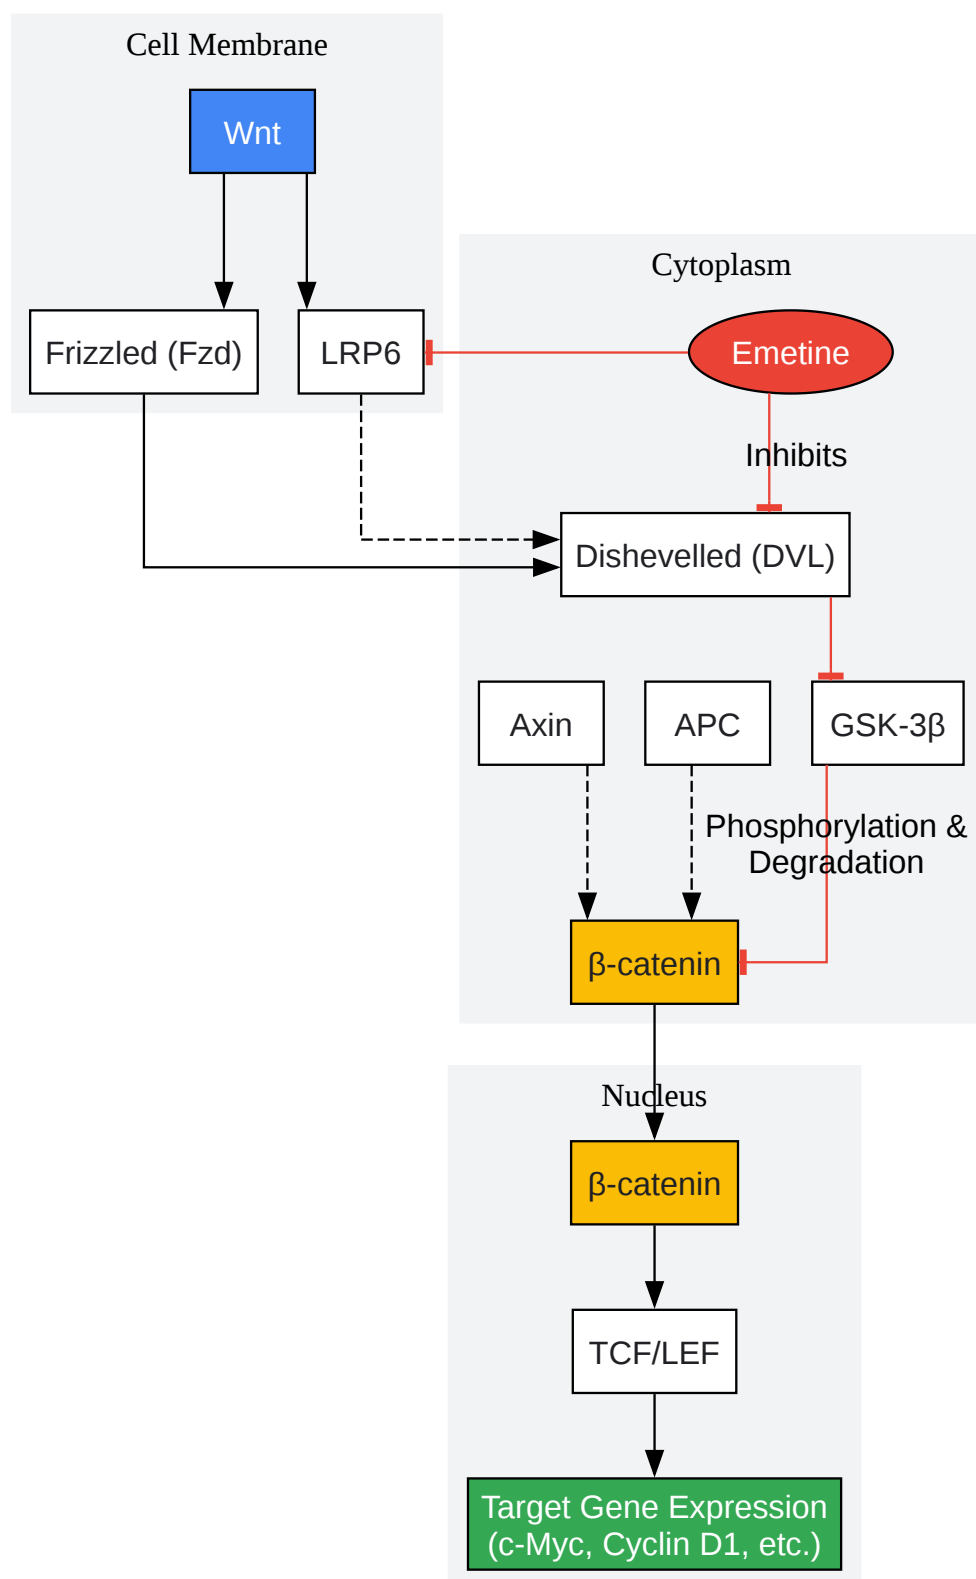 Cell Membrane
Wnt
Cytoplasm
Frizzled (Fzd)
LRP6
Emetine
Inhibits
Dishevelled (DVL)
Axin
APC
GSK-3β
Phosphorylation &
Degradation
β-catenin
Nucleus
β-catenin
TCF/LEF
Target Gene Expression
(c-Myc, Cyclin D1, etc.)